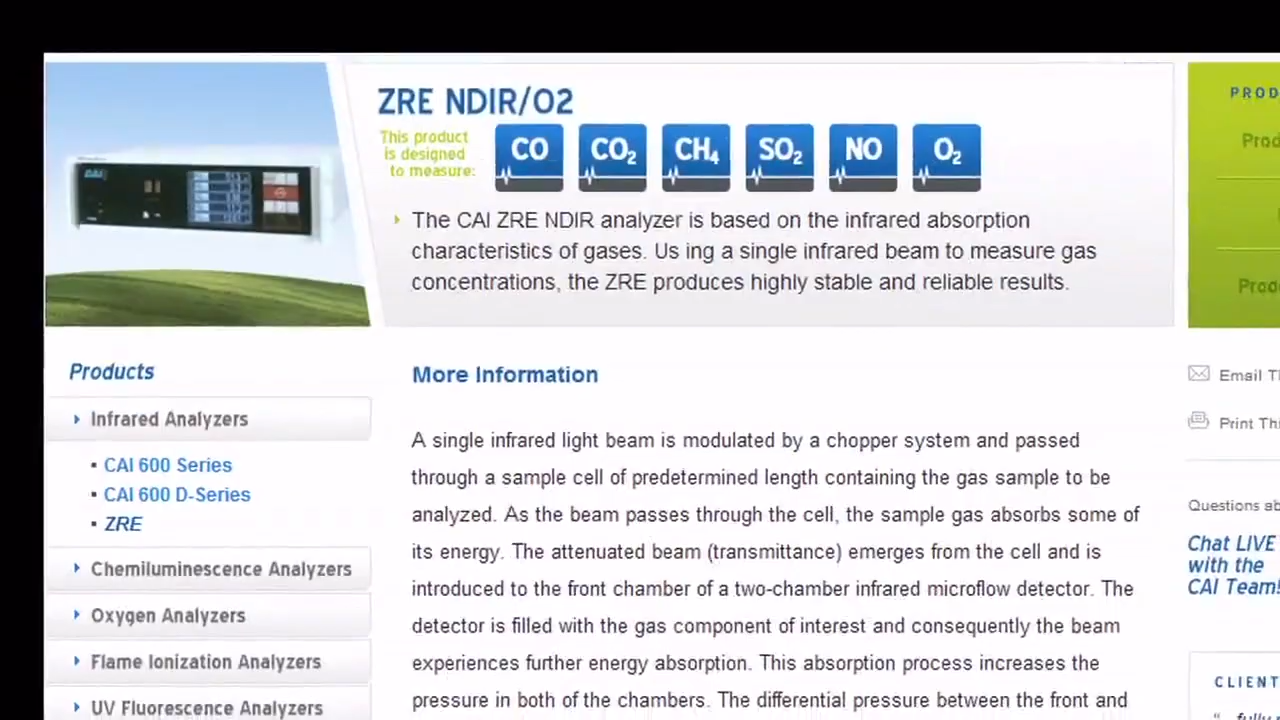 ZRE NDIR/O2
This product
is designed
to measure:
CO
CO2
CH4
SO2
NO
O2
The CAI ZRE NDIR analyzer is based on the infrared absorption
characteristics of gases. Us ing a single infrared beam to measure gas
concentrations, the ZRE produces highly stable and reliable results.
CAI
Products
Infrared Analyzers
CAI 600 Series
CAI 600 D-Series
ZRE
Chemiluminescence Analyzers
Oxygen Analyzers
Flame Ionization Analyzers
UV Fluorescence Analyzers
More Information
A single infrared light beam is modulated by a chopper system and passed
through a sample cell of predetermined length containing the gas sample to be
analyzed. As the beam passes through the cell, the sample gas absorbs some of
its energy. The attenuated beam (transmittance) emerges from the cell and is
introduced to the front chamber of a two-chamber infrared microflow detector. The
detector is filled with the gas component of interest and consequently the beam
experiences further energy absorption. This absorption process increases the
pressure in both of the chambers. The differential pressure between the front and
PROD
Prod
Prod
Email T
Print Thi
Questions ab
Chat LIVE
with the
CAI Team!
CLIENT